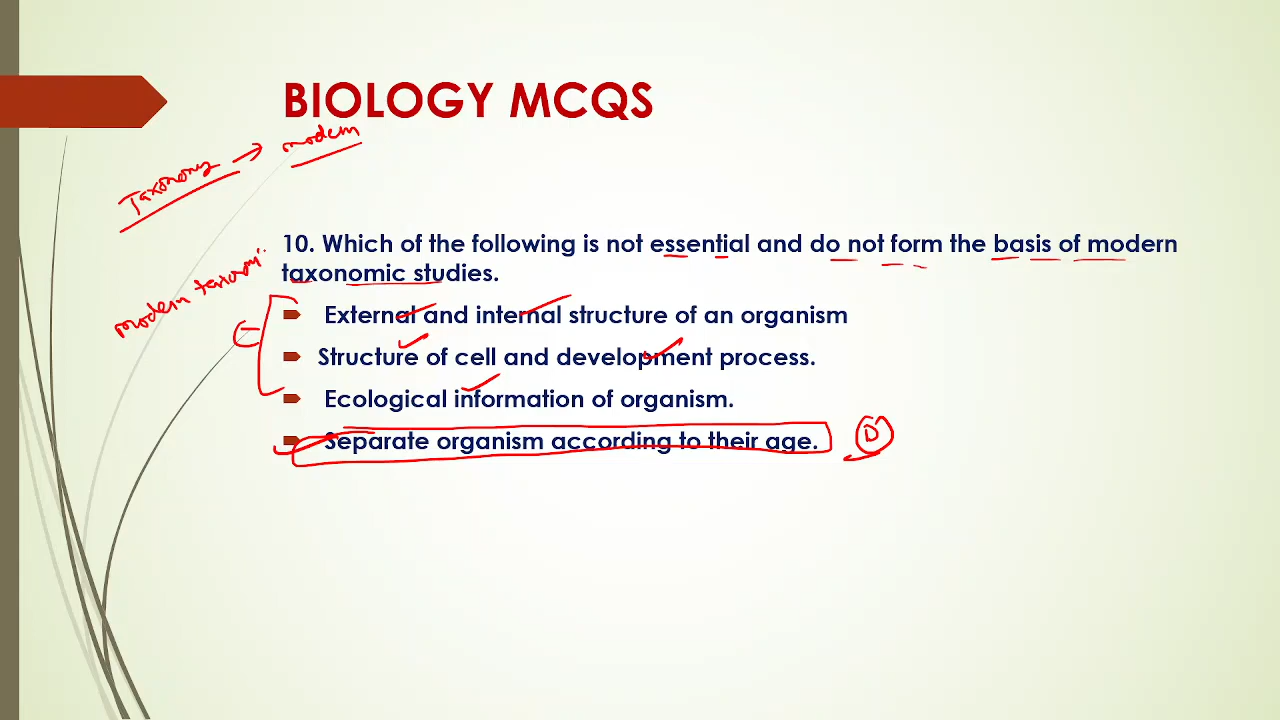 BIOLOGY MCQS
Taxonomy → modern
10. Which of the following is not essential and do not form the basis of modern
taxonomic studies.
modern taxonomi
External and internal structure of an organism
Structure of cell and development process.
Ecological information of organism.
Separate organism according to their age.
D